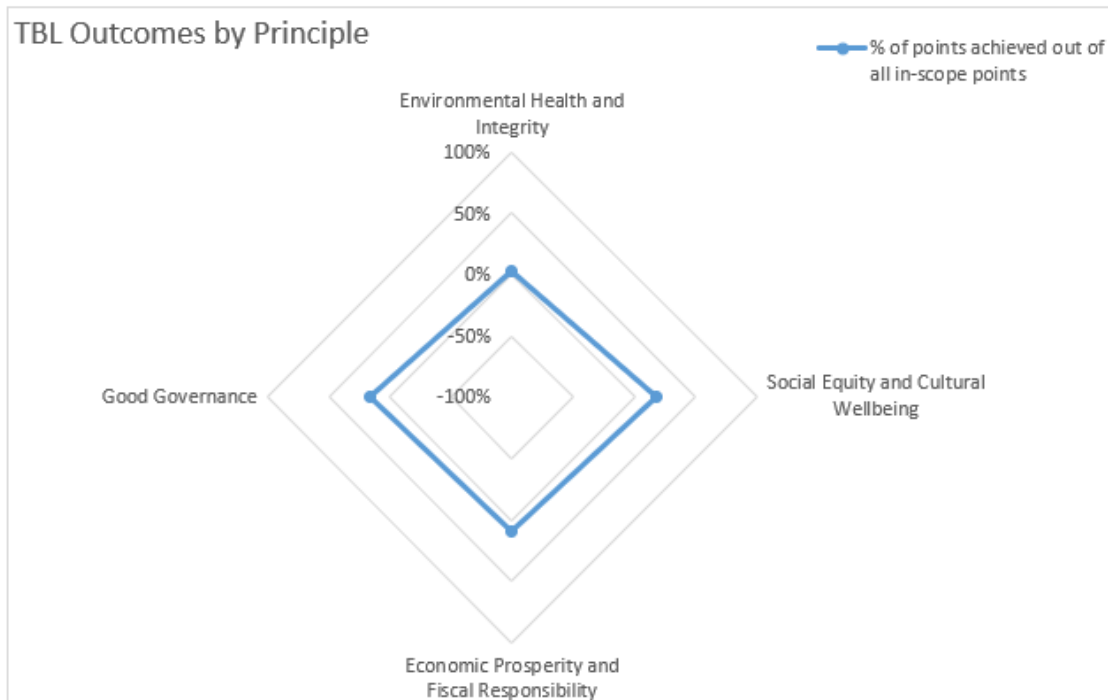 TBL Outcomes by Principle
% of points achieved out of
all in-scope points
Environmental Health and
Integrity
100%
50%
0%
-50%
-100%
Good Governance
Social Equity and Cultural
Wellbeing
Economic Prosperity and
Fiscal Responsibility